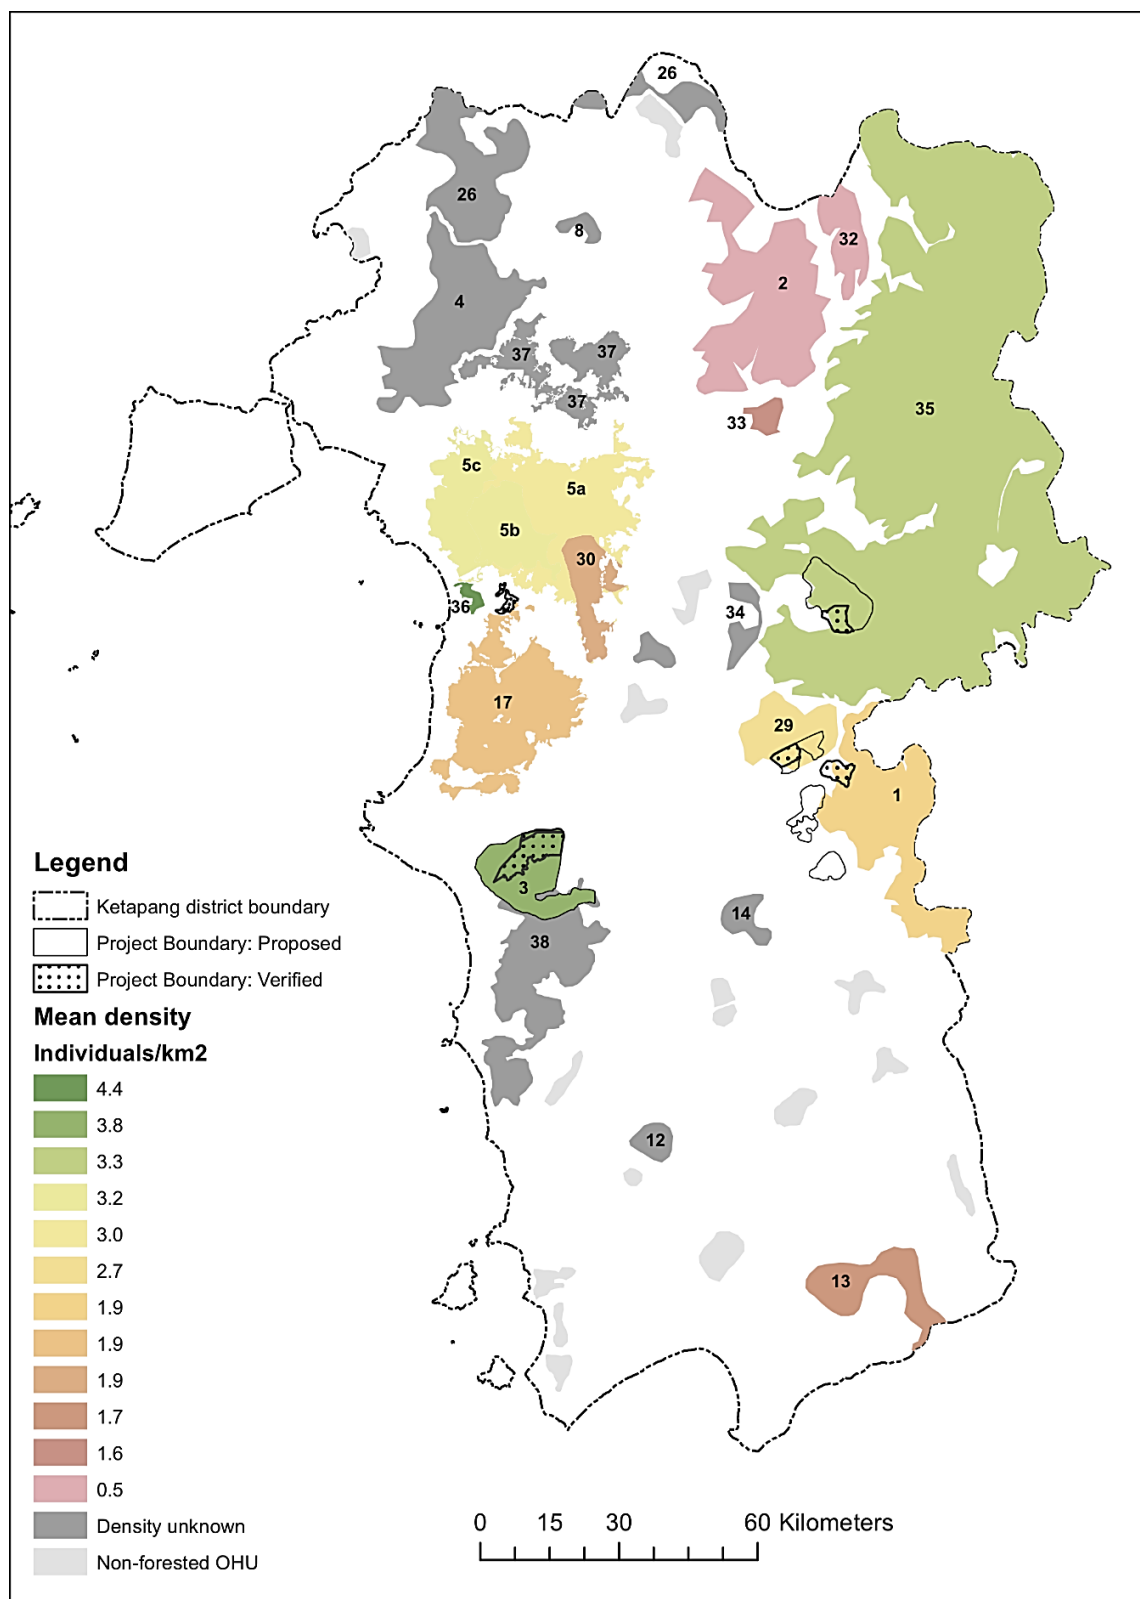 26
26
8
32
2
4
37
37
37
35
33
5c
5a
5b
30
36
34
17
29
1
3
14
38
12
13
Legend
Ketapang district boundary
Project Boundary: Proposed
Project Boundary: Verified
Mean density
Individuals/km2
4.4
3.8
3.3
3.2
3.0
2.7
1.9
1.9
1.9
1.7
1.6
0.5
Density unknown
Non-forested OHU
0 15 30 60 Kilometers